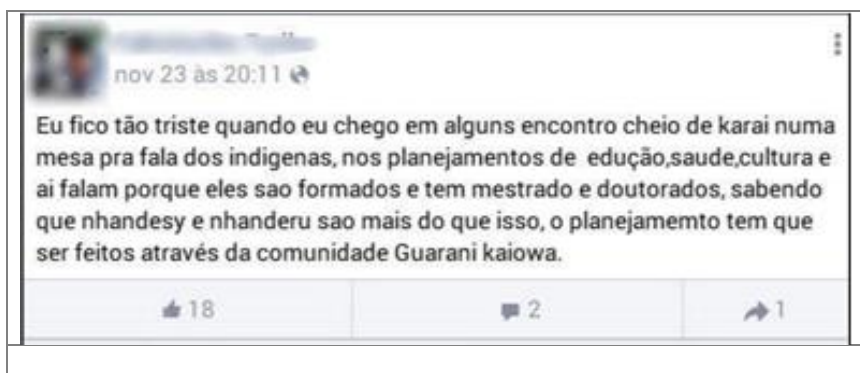 nov 23 às 20:11
Eu fico tão triste quando eu chego em alguns encontro cheio de karai numa
mesa pra fala dos indigenas, nos planejamentos de edução,saude,cultura e
ai falam porque eles sao formados e tem mestrado e doutorados, sabendo
que nhandesy e nhanderu sao mais do que isso, o planejamemto tem que
ser feitos através da comunidade Guarani kaiowa.
18 2 1